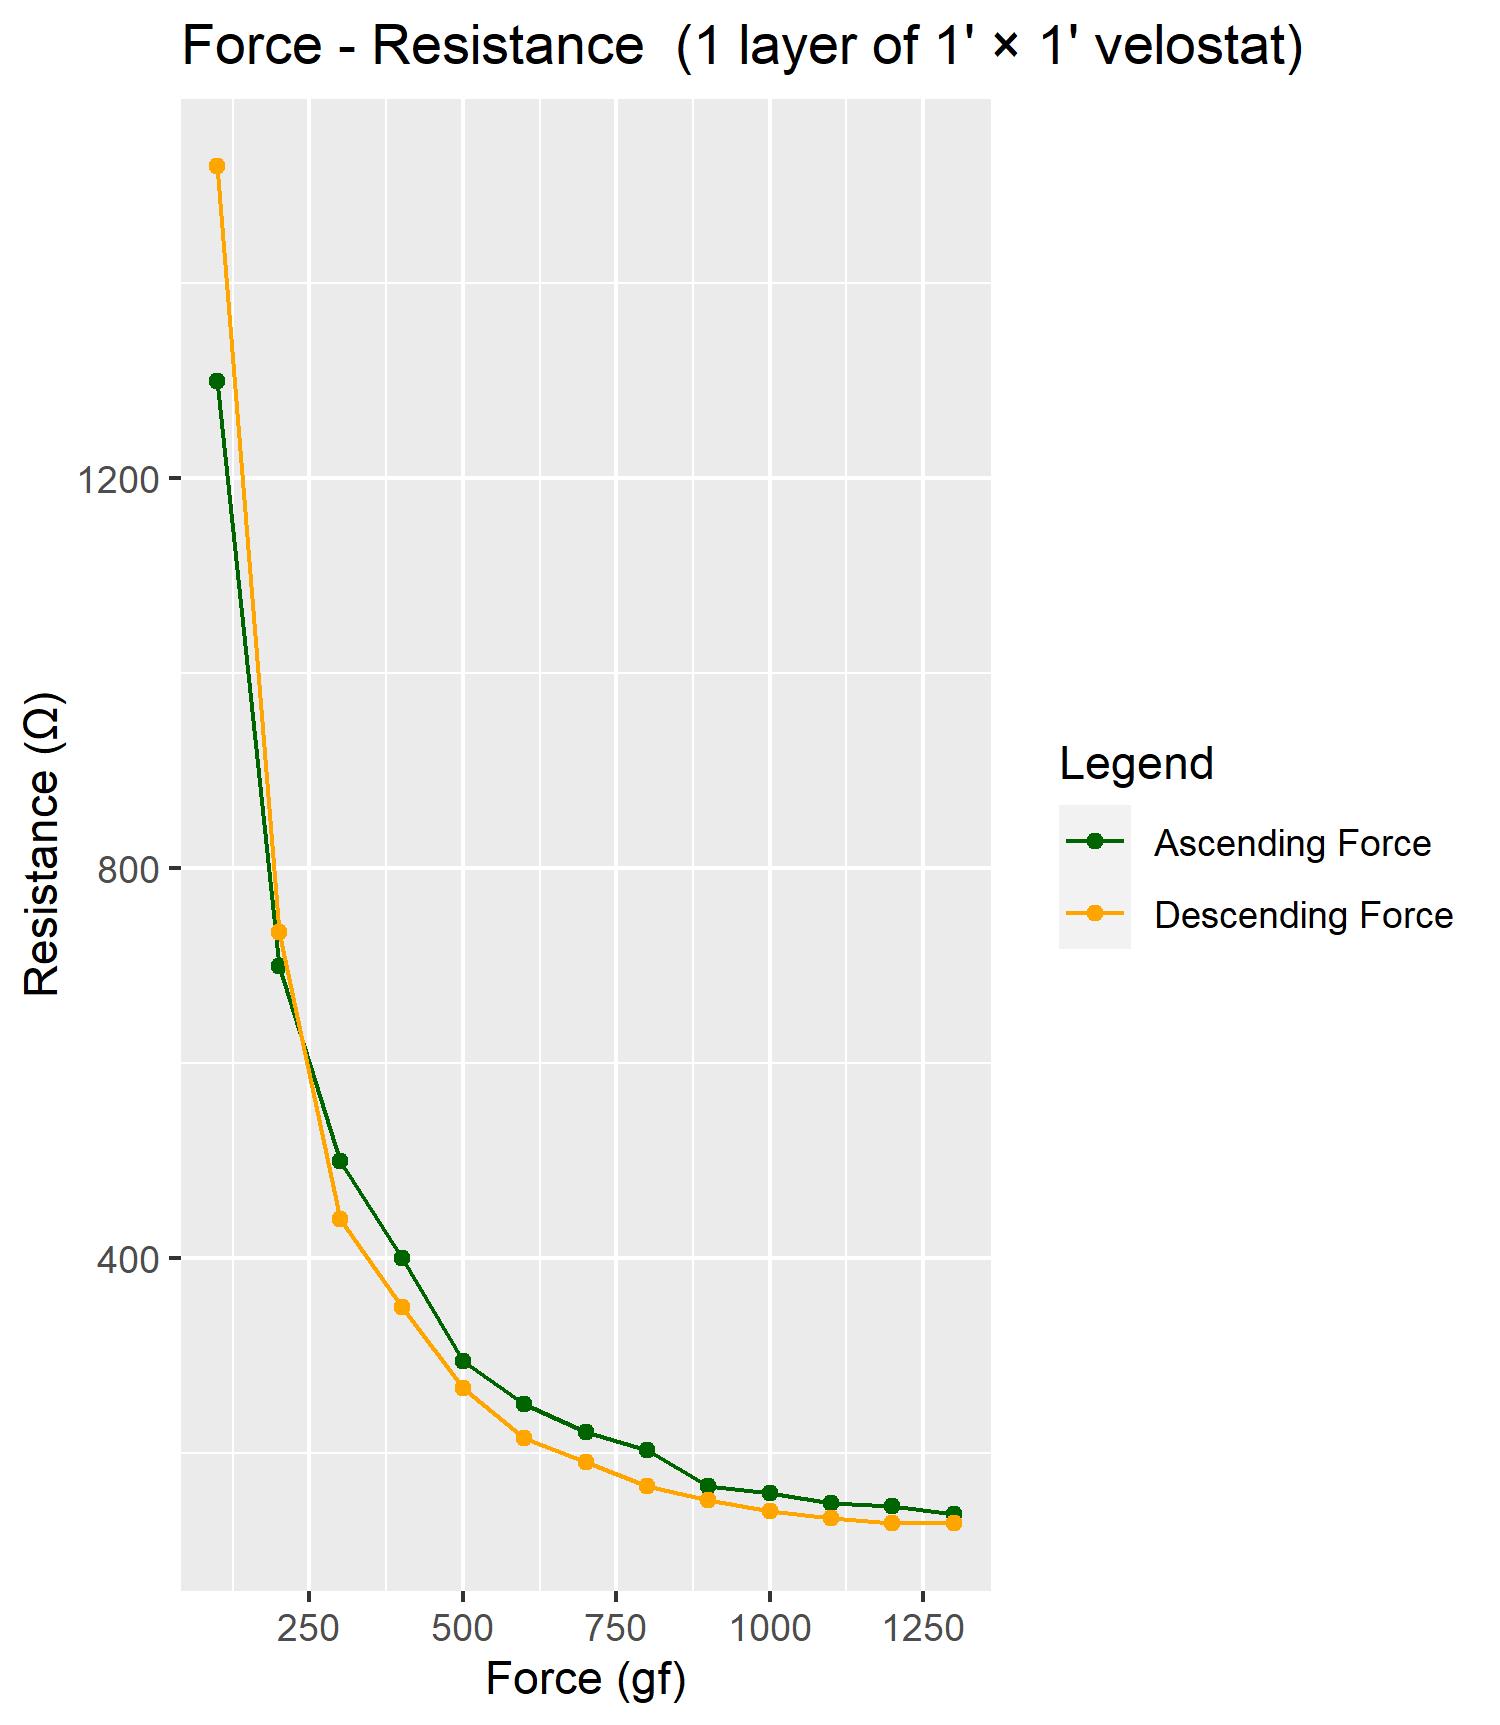 Force - Resistance  (1 layer of 1' × 1' velostat)
1200
800
400
Resistance (Ω)
250 500 750 1000 1250
Force (gf)
Legend
Ascending Force
Descending Force